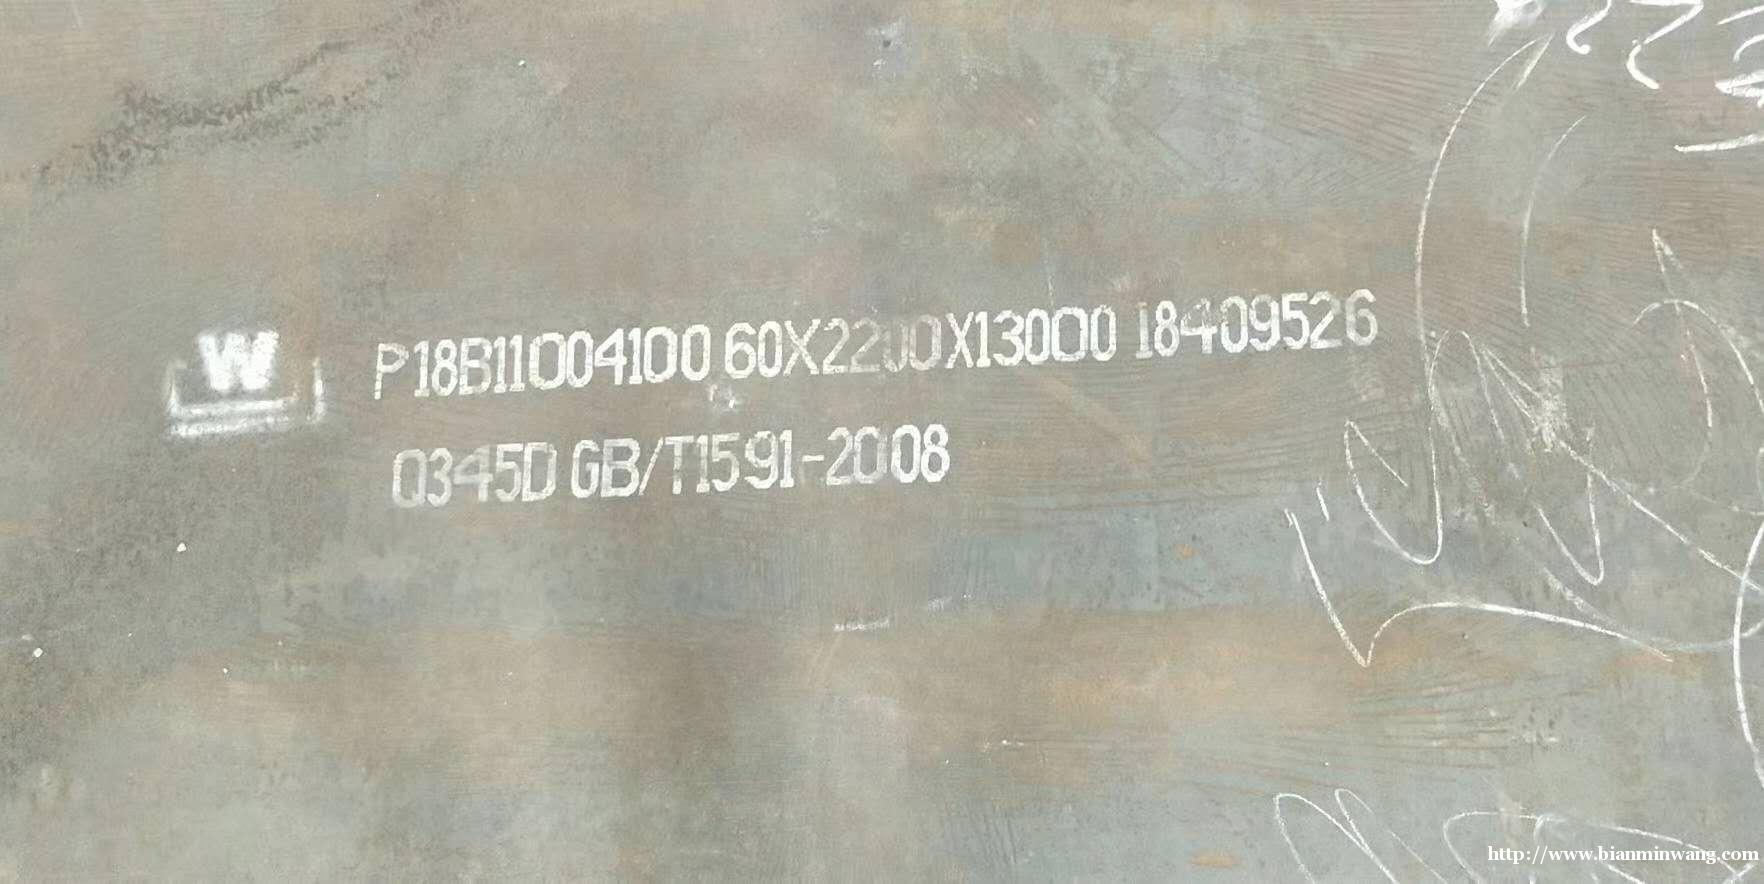 W
P18B11004100 60X2200X13000 18409526
Q345D GB/T1591-2008
http://www.bianminwang.com